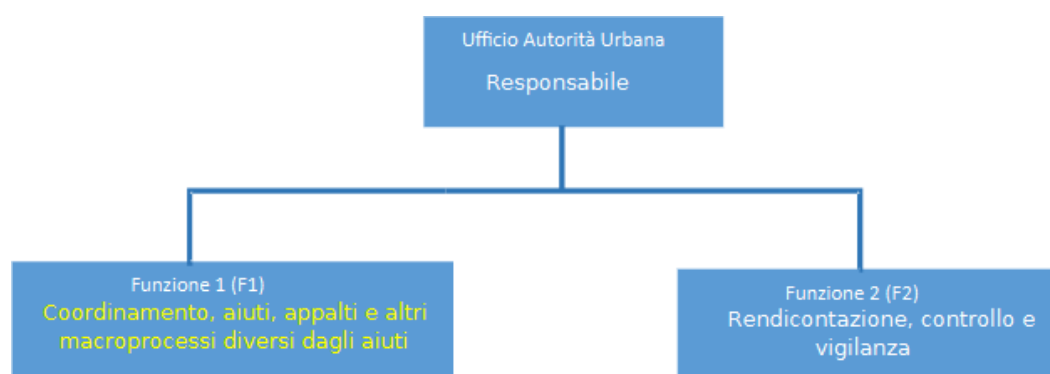 Ufficio Autorità Urbana
Responsabile
Funzione 1 (F1)
Coordinamento, aiuti, appalti e altri
macroprocessi diversi dagli aiuti
Funzione 2 (F2)
Rendicontazione, controllo e
vigilanza